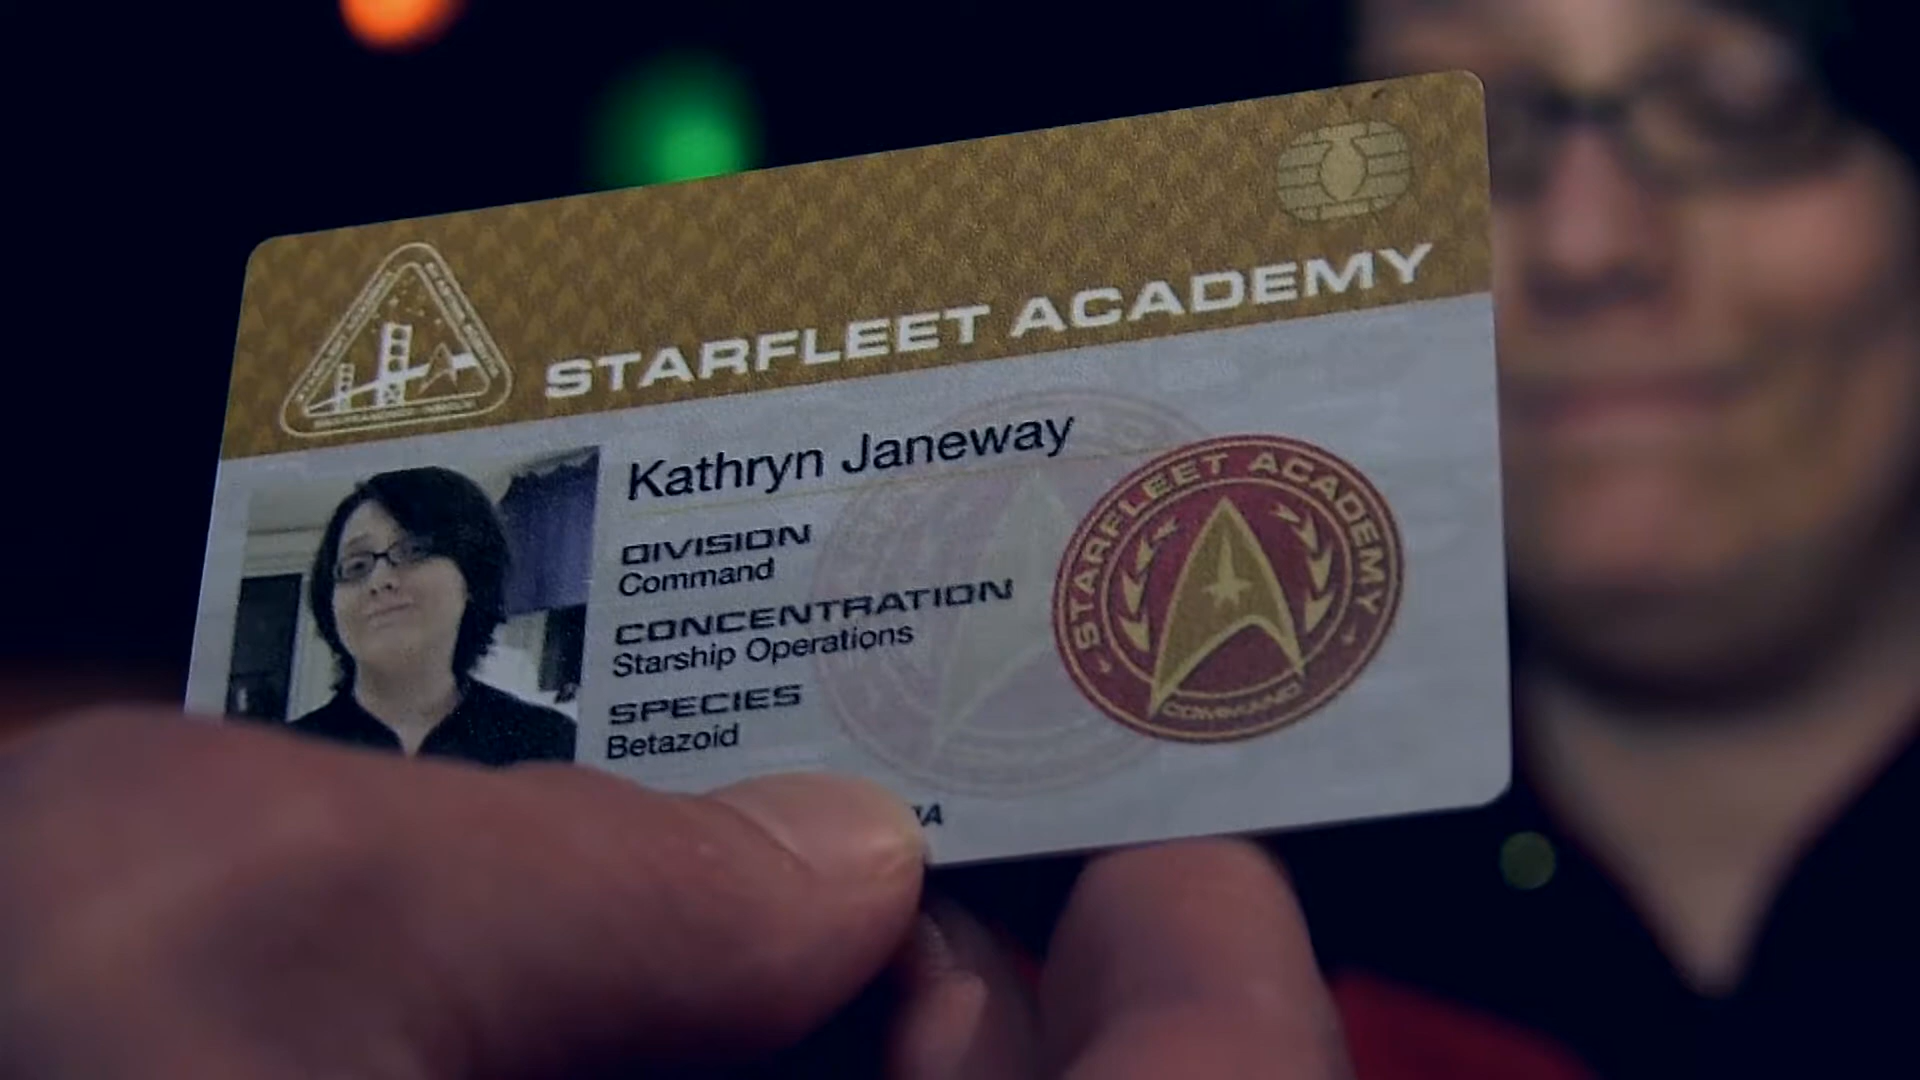 STARFLEET ACADEMY
Kathryn Janeway
DIVISION
Command
CONCENTRATION
Starship Operations
SPECIES
Betazoid
STARFLEET ACADEMY
COMMAND